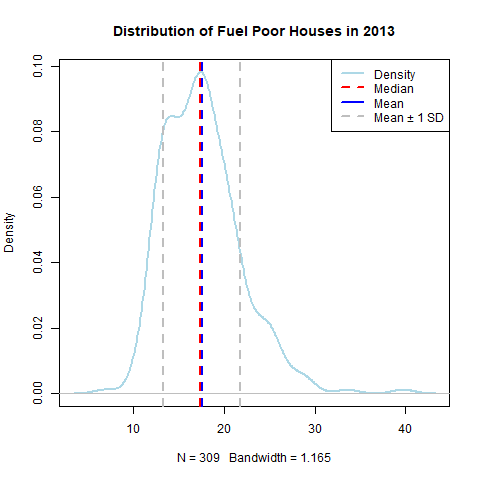 Distribution of Fuel Poor Houses in 2013
Density
0.00
0.02
0.04
0.06
0.08
0.10
Density
Median
Mean
Mean ± 1 SD
10
20
30
40
N = 309 Bandwidth = 1.165